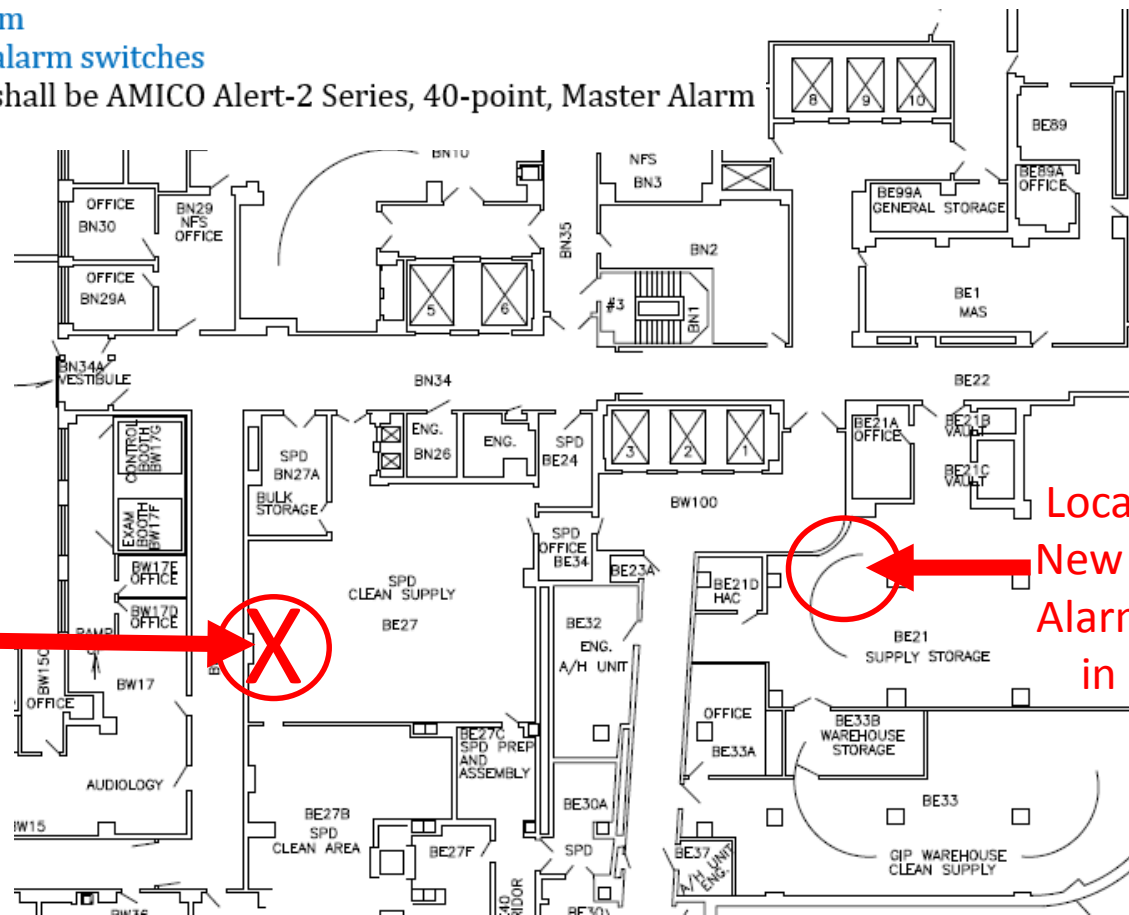 alarm switches
shall be AMICO Alert-2 Series, 40-point, Master Alarm
8
9
10
BE89
BE89A
OFFICE
BE99A
GENERAL STORAGE
BN10
NFS
BN3
OFFICE
BN30
BN29
NFS
OFFICE
BN35
BN2
OFFICE
BN29A
5
6
#3
BN1
BE1
MAS
BN34A
VESTIBULE
BN34
BE22
CONTROL
BOOTH
BW17G
SPD
BN27A
BULK
STORAGE
ENG.
BN26
ENG.
SPD
BE24
3
2
1
BE21A
OFFICE
BE21B
VAULT
BE21C
VAULT
BW100
EXAM
BOOTH
BW17F
SPD
OFFICE
BE34
BE23A
BW17E
OFFICE
BW17D
OFFICE
SPD
CLEAN SUPPLY
BE27
BE21D
HAC
New
in
X
RAMP
BE32
ENG.
A/H UNIT
BE21
SUPPLY STORAGE
OFFICE
BW17
OFFICE
BE33A
BE33B
WAREHOUSE
STORAGE
BE27C
SPD PREP
AND
ASSEMBLY
AUDIOLOGY
BE27B
SPD
CLEAN AREA
BE30A
BE33
BW15
BE27F
SPD
BE37
A/H UNIT
ENG.
GIP WAREHOUSE
CLEAN SUPPLY
BW36
BE30